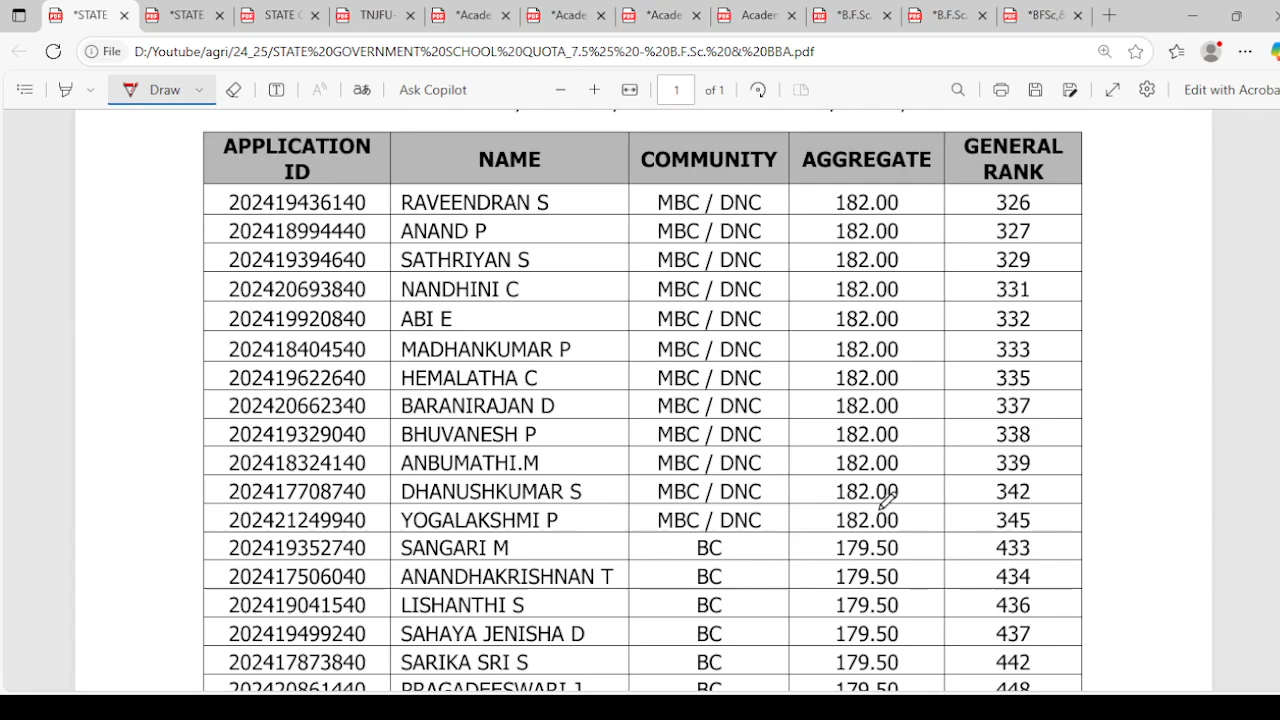 *STATE
*STATE
STATE G
TNJFU-
*Acade
*Acade
*Acade
Academ
*B.F.Sc.
*B.F.Sc.
*BFSc,&
File
D:/Youtube/agri/24_25/STATE%20GOVERNMENT%20SCHOOL%20QUOTA_7.5%25%20-%20B.F.Sc.%20&%20BBA.pdf
Draw
Ask Copilot
1 of 1
Edit with Acroba
APPLICATION ID NAME COMMUNITY AGGREGATE GENERAL RANK
202419436140 RAVEENDRAN S MBC / DNC 182.00 326
202418994440 ANAND P MBC / DNC 182.00 327
202419394640 SATHRIYAN S MBC / DNC 182.00 329
202420693840 NANDHINI C MBC / DNC 182.00 331
202419920840 ABI E MBC / DNC 182.00 332
202418404540 MADHANKUMAR P MBC / DNC 182.00 333
202419622640 HEMALATHA C MBC / DNC 182.00 335
202420662340 BARANIRAJAN D MBC / DNC 182.00 337
202419329040 BHUVANESH P MBC / DNC 182.00 338
202418324140 ANBUMATHI.M MBC / DNC 182.00 339
202417708740 DHANUSHKUMAR S MBC / DNC 182.00 342
202421249940 YOGALAKSHMI P MBC / DNC 182.00 345
202419352740 SANGARI M BC 179.50 433
202417506040 ANANDHAKRISHNAN T BC 179.50 434
202419041540 LISHANTHI S BC 179.50 436
202419499240 SAHAYA JENISHA D BC 179.50 437
202417873840 SARIKA SRI S BC 179.50 442
202420861440 PRAGADEESWARI J BC 179.50 448